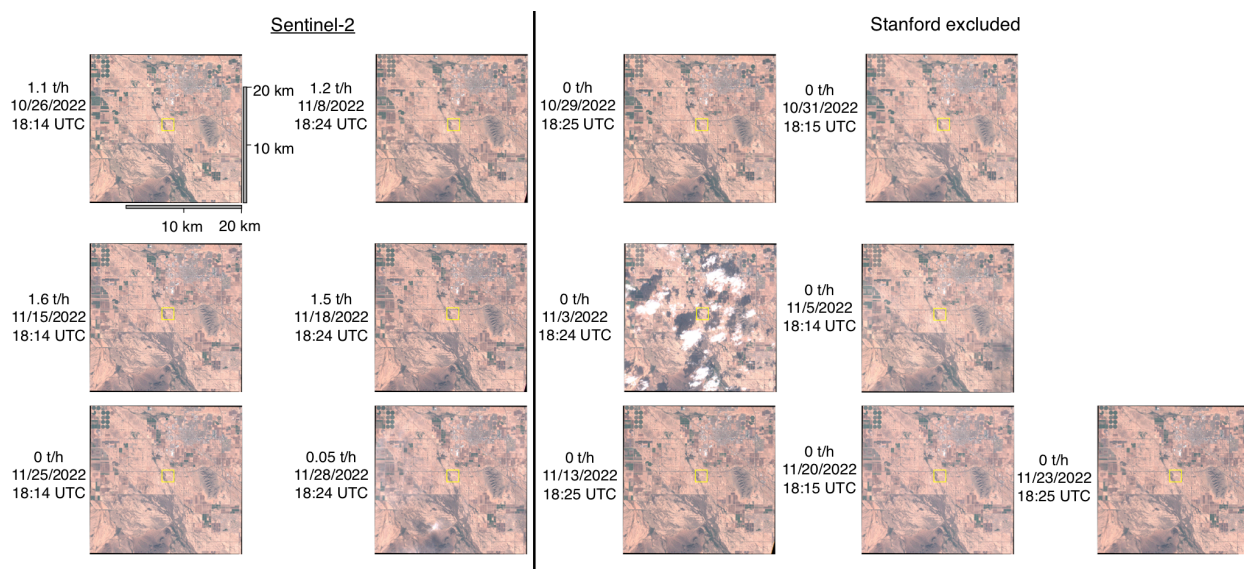 Sentinel-2
Stanford excluded
1.1 t/h
10/26/2022
18:14 UTC
20 km
10 km
10 km
20 km
1.2 t/h
11/8/2022
18:24 UTC
0 t/h
10/29/2022
18:25 UTC
0 t/h
10/31/2022
18:15 UTC
1.6 t/h
11/15/2022
18:14 UTC
1.5 t/h
11/18/2022
18:24 UTC
0 t/h
11/3/2022
18:24 UTC
0 t/h
11/5/2022
18:14 UTC
0 t/h
11/25/2022
18:14 UTC
0.05 t/h
11/28/2022
18:24 UTC
0 t/h
11/13/2022
18:25 UTC
0 t/h
11/20/2022
18:15 UTC
0 t/h
11/23/2022
18:25 UTC